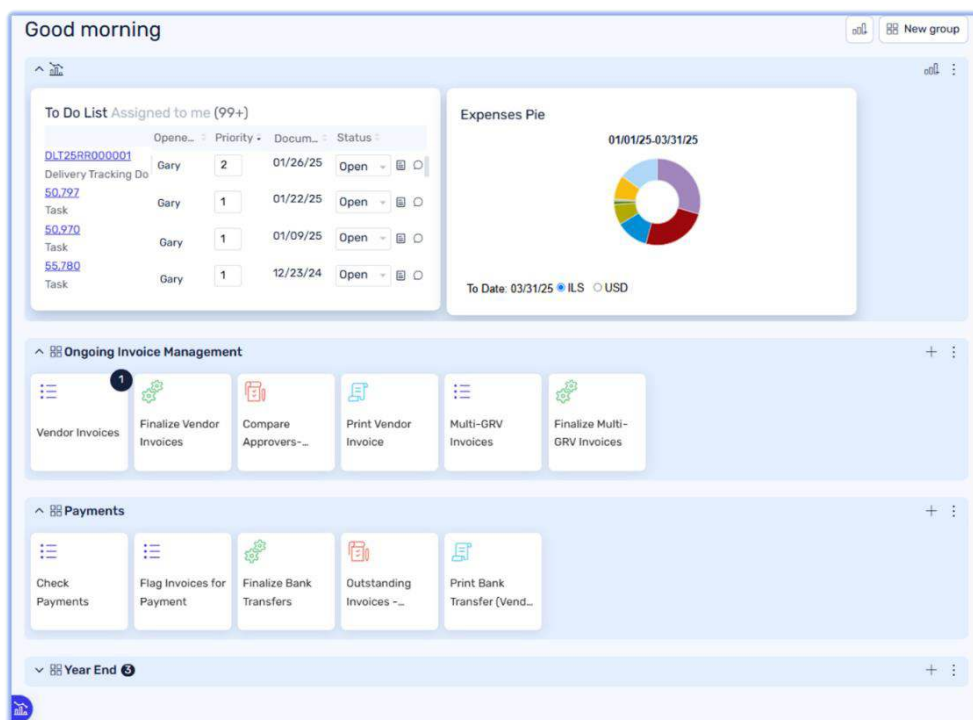 Good morning
New group
To Do List Assigned to me (99+)
Opene... Priority Docum... Status
DLT25RR000001
Delivery Tracking Do
Gary 2 01/26/25 Open
50,797
Task
Gary 1 01/22/25 Open
50,970
Task
Gary 1 01/09/25 Open
55,780
Task
Gary 1 12/23/24 Open
Expenses Pie
01/01/25-03/31/25
To Date: 03/31/25 ILS USD
Ongoing Invoice Management
1
Vendor Invoices
Finalize Vendor
Invoices
Compare
Approvers-...
Print Vendor
Invoice
Multi-GRV
Invoices
Finalize Multi-
GRV Invoices
Payments
Check
Payments
Flag Invoices for
Payment
Finalize Bank
Transfers
Outstanding
Invoices -...
Print Bank
Transfer (Vend...
Year End 3